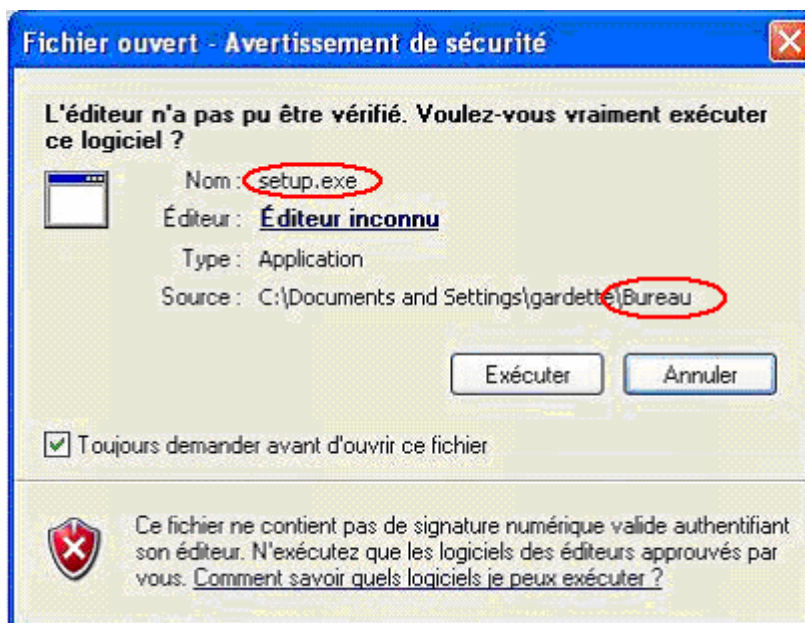 Fichier ouvert - Avertissement de sécurité
L'éditeur n'a pas pu être vérifié. Voulez-vous vraiment exécuter
ce logiciel ?
Nom : setup.exe
Éditeur : Éditeur inconnu
Type : Application
Source : C:\Documents and Settings\gardette\Bureau
Exécuter Annuler
Toujours demander avant d'ouvrir ce fichier
Ce fichier ne contient pas de signature numérique valide authentifiant
son éditeur. N'exécutez que les logiciels des éditeurs approuvés par
vous. Comment savoir quels logiciels je peux exécuter ?